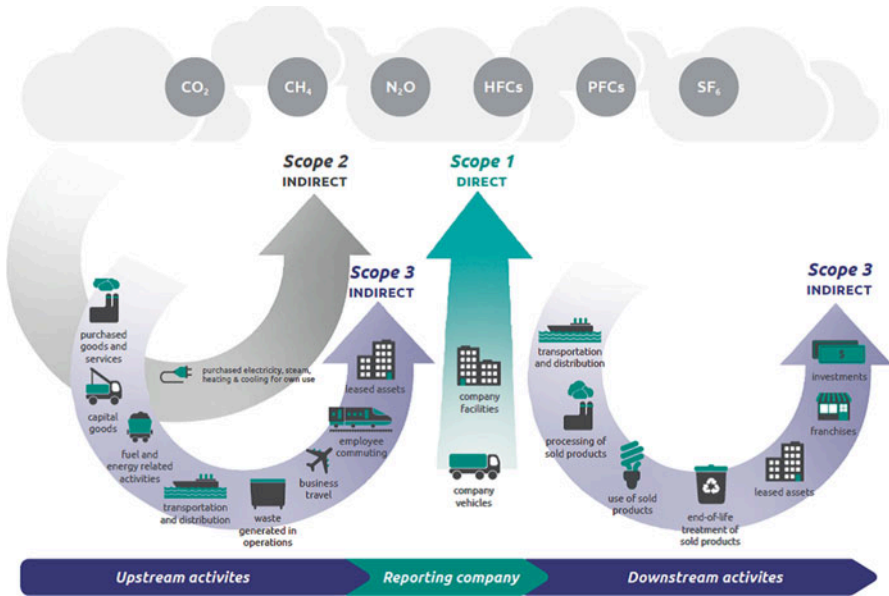 CO₂
CH₄
N₂O
HFCs
PFCs
SF₆
Scope 2
INDIRECT
Scope 1
DIRECT
Scope 3
INDIRECT
Scope 3
INDIRECT
purchased
goods and
services
capital
goods
fuel and
energy related
activities
transportation
and distribution
waste
generated in
operations
business
travel
employee
commuting
leased assets
purchased electricity, steam,
heating & cooling for own use
company
facilities
company
vehicles
transportation
and distribution
processing of
sold products
use of sold
products
end-of-life
treatment of
sold products
leased assets
franchises
$
investments
Upstream activites
Reporting company
Downstream activites